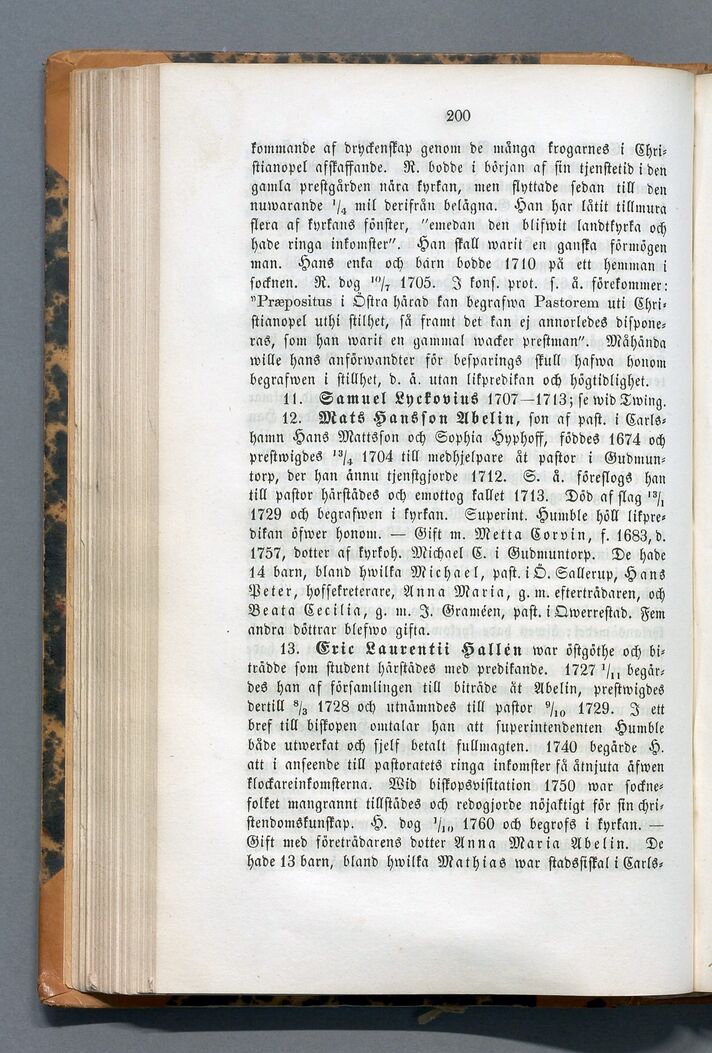 200
kommande af dryckenskap genom de många krogarnes i Chri-
stianopel afskaffande. R. bodde i början af sin tjenstetid i den
gamla prestgården nära kyrkan, men flyttade sedan till den
nuwarande 1/4 mil derifrån belägna. Han har låtit tillmura
flera af kyrkans fönster, "emedan den blifwit landtkyrka och
hade ringa inkomster". Han skall warit en ganska förmögen
man. Hans enka och barn bodde 1710 på ett hemman i
socknen. R. dog 10/7 1705. I kons. prot. s. å. förekommer:
"Præpositus i Östra härad kan begrafwa Pastorem uti Chri-
stianopel uthi stilhet, så framt det kan ej annorledes dispone-
ras, som han warit en gammal wacker prestman". Måhända
wille hans anförwandter för besparings skull hafwa honom
begrafwen i stillhet, d. ä. utan likpredikan och högtidlighet.
11. Samuel Lyckovius 1707—1713; se wid Twing.
12. Mats Hansson Abelin, son af past. i Carls-
hamn Hans Mattsson och Sophia Hyphoff, föddes 1674 och
prestwigdes 13/4 1704 till medhjelpare åt pastor i Gudmun-
torp, der han ännu tjenstgjorde 1712. S. å. föreslogs han
till pastor härstädes och emottog kallet 1713. Död af slag 13/1
1729 och begrafwen i kyrkan. Superint. Humble höll likpre-
dikan öfwer honom. — Gift m. Metta Corvin, f. 1683, d.
1757, dotter af kyrkoh. Michael C. i Gudmuntorp. De hade
14 barn, bland hwilka Michael, past. i Ö. Sallerup, Hans
Peter, hofsekreterare, Anna Maria, g. m. efterträdaren, och
Beata Cecilia, g. m. J. Graméen, past. i Qwerrestad. Fem
andra döttrar blefwo gifta.
13. Eric Laurentii Hallén war östgöthe och bi-
trädde som student härstädes med predikande. 1727 1/11 begär-
des han af församlingen till biträde åt Abelin, prestwigdes
dertill 8/3 1728 och utnämndes till pastor 9/10 1729. I ett
bref till biskopen omtalar han att superintendenten Humble
både utwerkat och sjelf betalt fullmagten. 1740 begärde H.
att i anseende till pastoratets ringa inkomster få åtnjuta äfwen
klockareinkomsterna. Wid biskopsvisitation 1750 war sockne-
folket mangrannt tillstädes och redogjorde nöjaktigt för sin chri-
stendomskunskap. H. dog 1/10 1760 och begrofs i kyrkan. —
Gift med företrädarens dotter Anna Maria Abelin. De
hade 13 barn, bland hwilka Mathias war stadsfiskal i Carls-